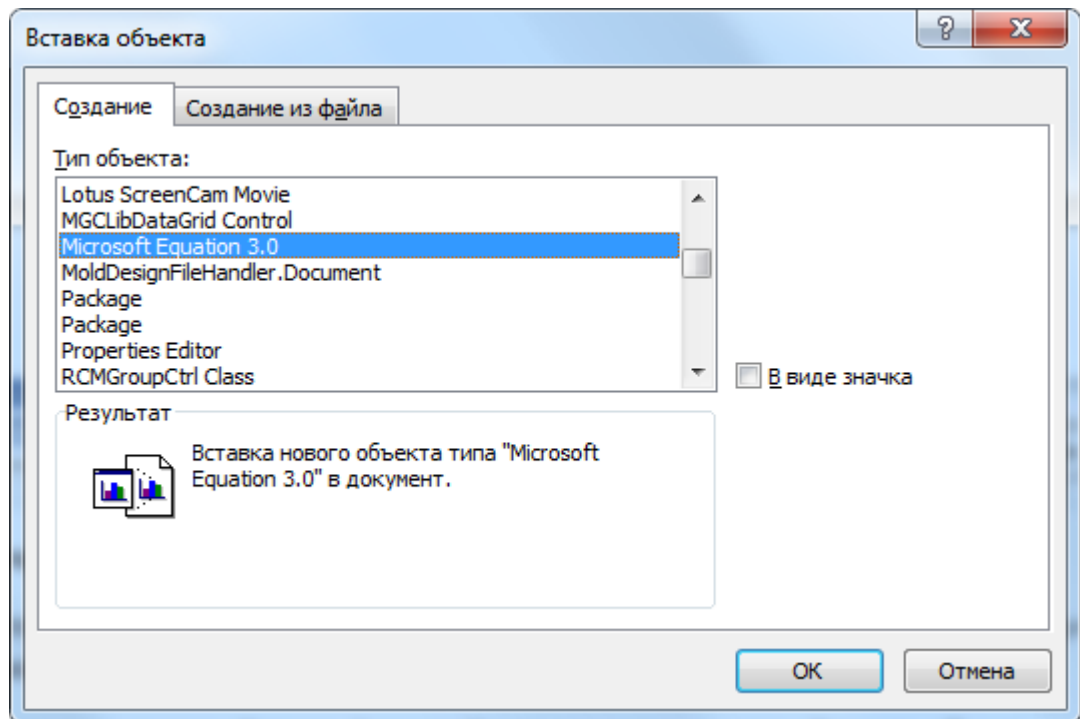 Вставка объекта
Создание
Создание из файла
Тип объекта:
Lotus ScreenCam Movie
MGCLibDataGrid Control
Microsoft Equation 3.0
MoldDesignFileHandler.Document
Package
Package
Properties Editor
RCMGroupCtrl Class
В виде значка
Результат
Вставка нового объекта типа "Microsoft
Equation 3.0" в документ.
ОК
Отмена